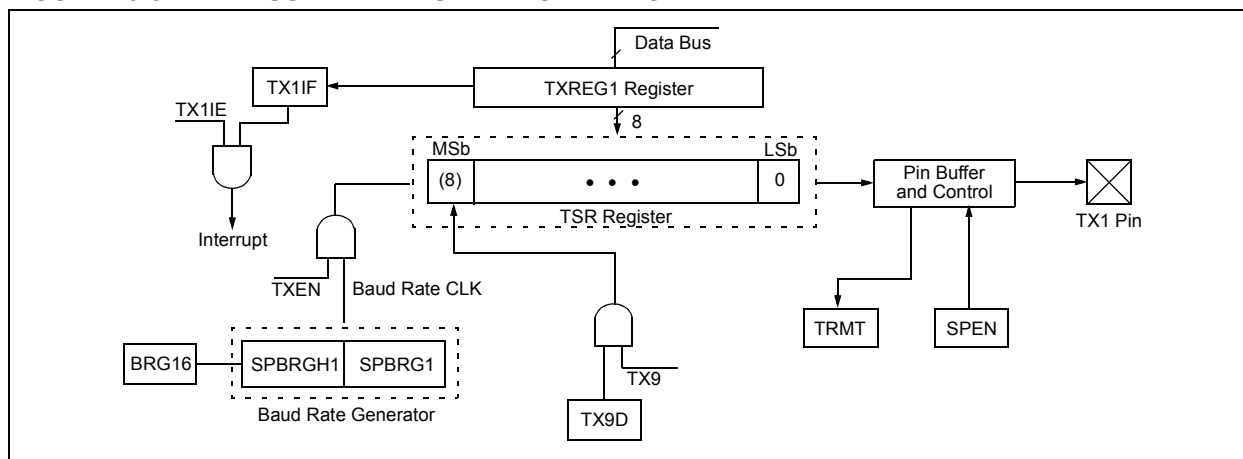 Data Bus
TXREG1 Register
TX1IF
TX1IE
8
MSb
LSb
(8)
• • •
0
TSR Register
Pin Buffer
and Control
TX1 Pin
Interrupt
TXEN
Baud Rate CLK
TRMT
SPEN
BRG16
SPBRGH1
SPBRG1
TX9
Baud Rate Generator
TX9D